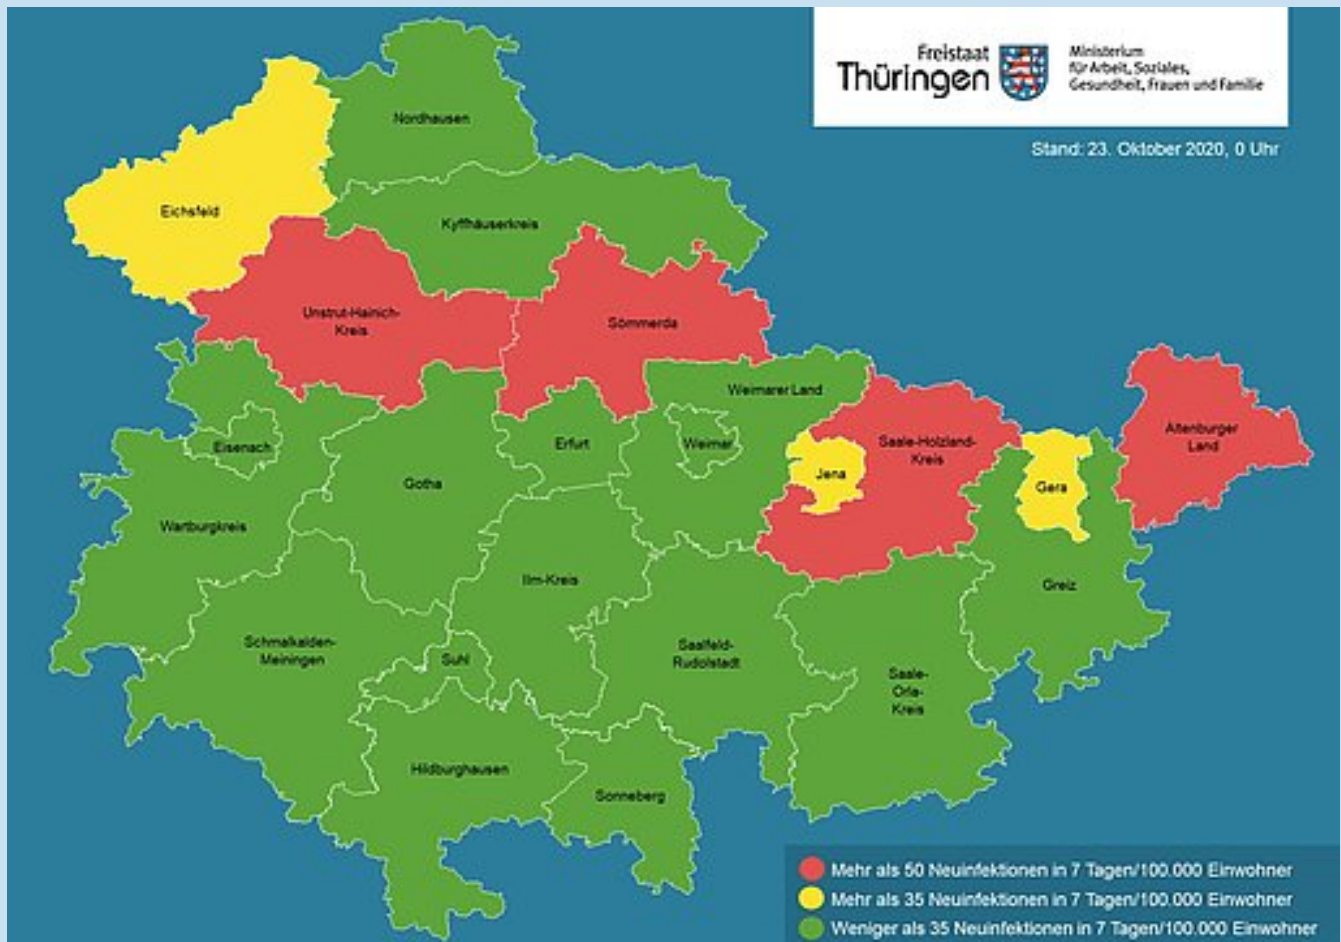 Freistaat
Thüringen
Ministerium
für Arbeit, Soziales,
Gesundheit, Frauen und Familie
Stand: 23. Oktober 2020, 0 Uhr
Nordhausen
Eichsfeld
Kyffhäuserkreis
Unstrut-Hainich-
Kreis
Sömmerda
Weimarer Land
Eisenach
Erfurt
Weimar
Saale-Holzland-
Kreis
Altenburger
Land
Jena
Gera
Gotha
Wartburgkreis
Ilm-Kreis
Greiz
Schmalkalden-
Meiningen
Suhl
Saalfeld-
Rudolstadt
Saale-
Orla-
Kreis
Hildburghausen
Sonneberg
Mehr als 50 Neuinfektionen in 7 Tagen/100.000 Einwohner
Mehr als 35 Neuinfektionen in 7 Tagen/100.000 Einwohner
Weniger als 35 Neuinfektionen in 7 Tagen/100.000 Einwohner